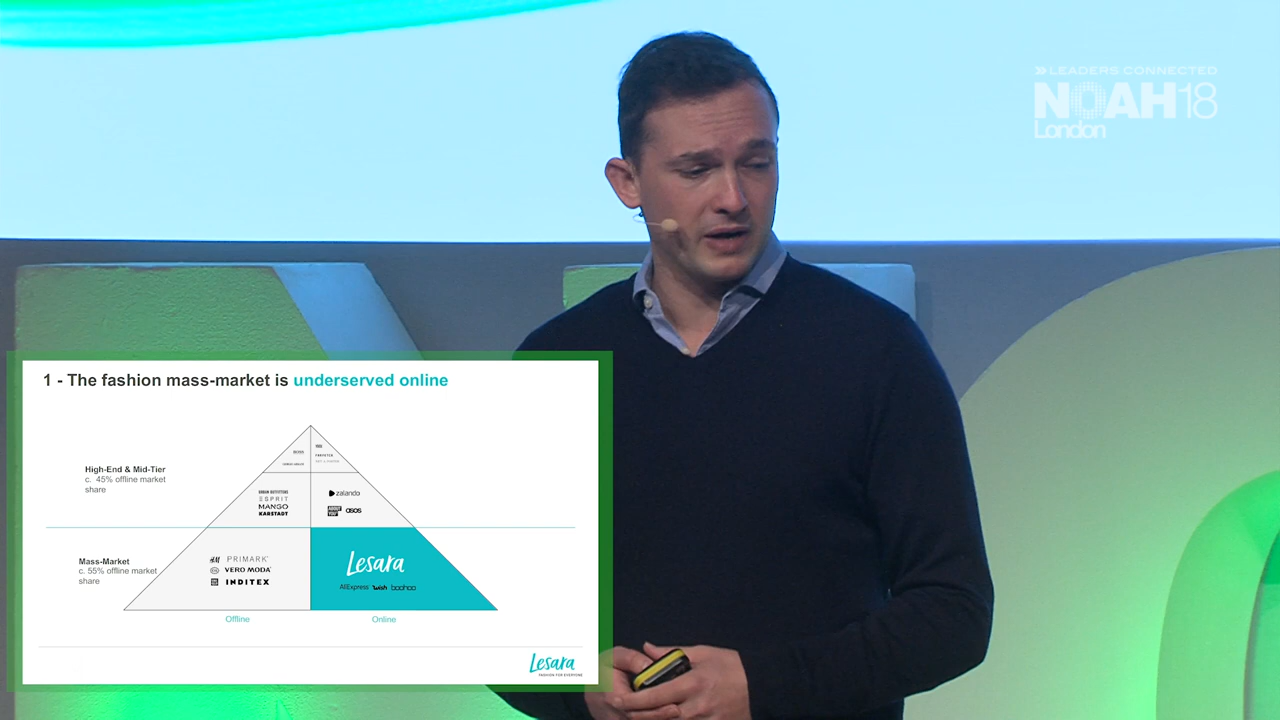 LEADERS CONNECTED
NOAH18
London
1 - The fashion mass-market is underserved online
High-End & Mid-Tier
c. 45% offline market
share
FARFETCH
URBAN OUTFITTERS
ESPRIT
MANGO
KARSTADT
zalando
ABOUT YOU
asos
Mass-Market
c. 55% offline market
share
H&M PRIMARK
VERO MODA
INDITEX
Lesara
AliExpress wish boohoo
Offline
Online
Lesara
FASHION FOR EVERYONE